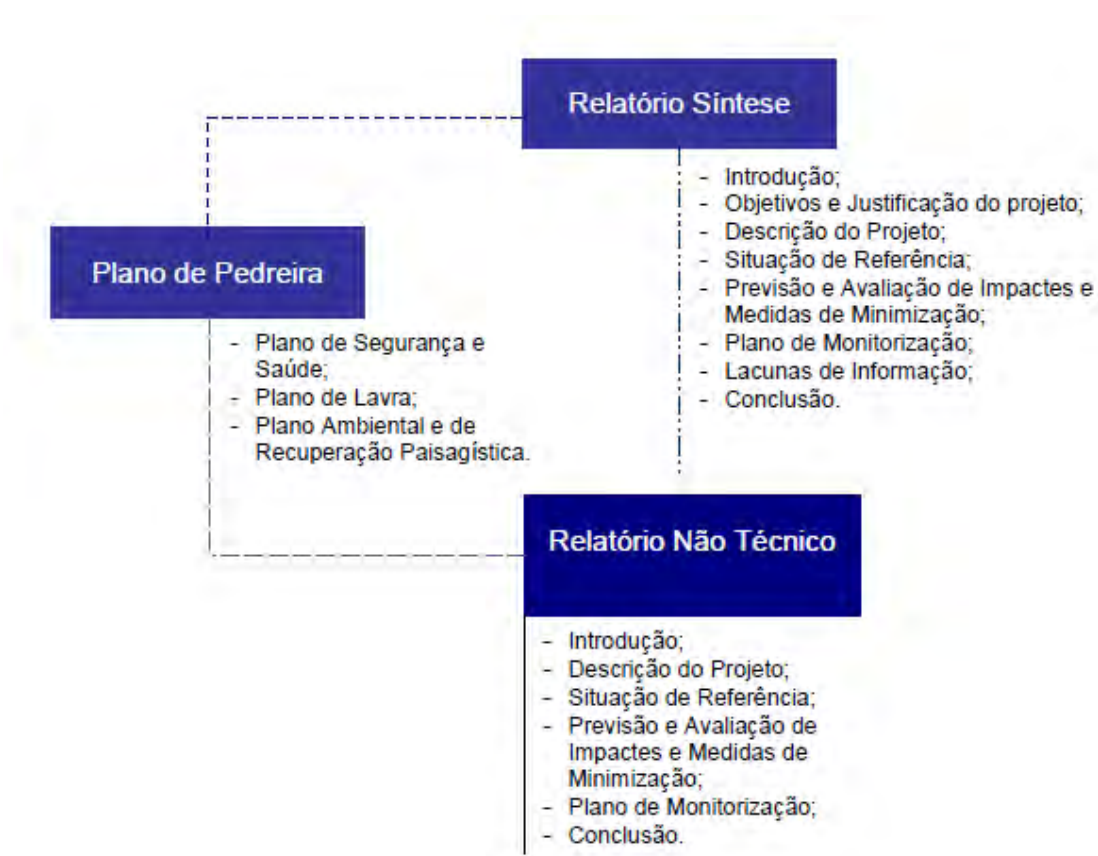 Relatório Síntese
- Introdução;
- Objetivos e Justificação do projeto;
- Descrição do Projeto;
- Situação de Referência;
- Previsão e Avaliação de Impactes e
Medidas de Minimização;
- Plano de Monitorização;
- Lacunas de Informação;
- Conclusão.
Plano de Pedreira
- Plano de Segurança e
Saúde;
- Plano de Lavra;
- Plano Ambiental e de
Recuperação Paisagística.
Relatório Não Técnico
- Introdução;
- Descrição do Projeto;
- Situação de Referência;
- Previsão e Avaliação de
Impactes e Medidas de
Minimização;
- Plano de Monitorização;
- Conclusão.